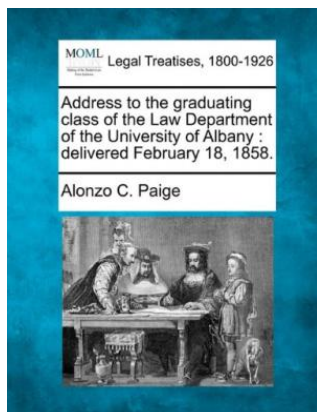 MOML Legal Treatises, 1800-1926
Address to the graduating
class of the Law Department
of the University of Albany :
delivered February 18, 1858.
Alonzo C. Paige